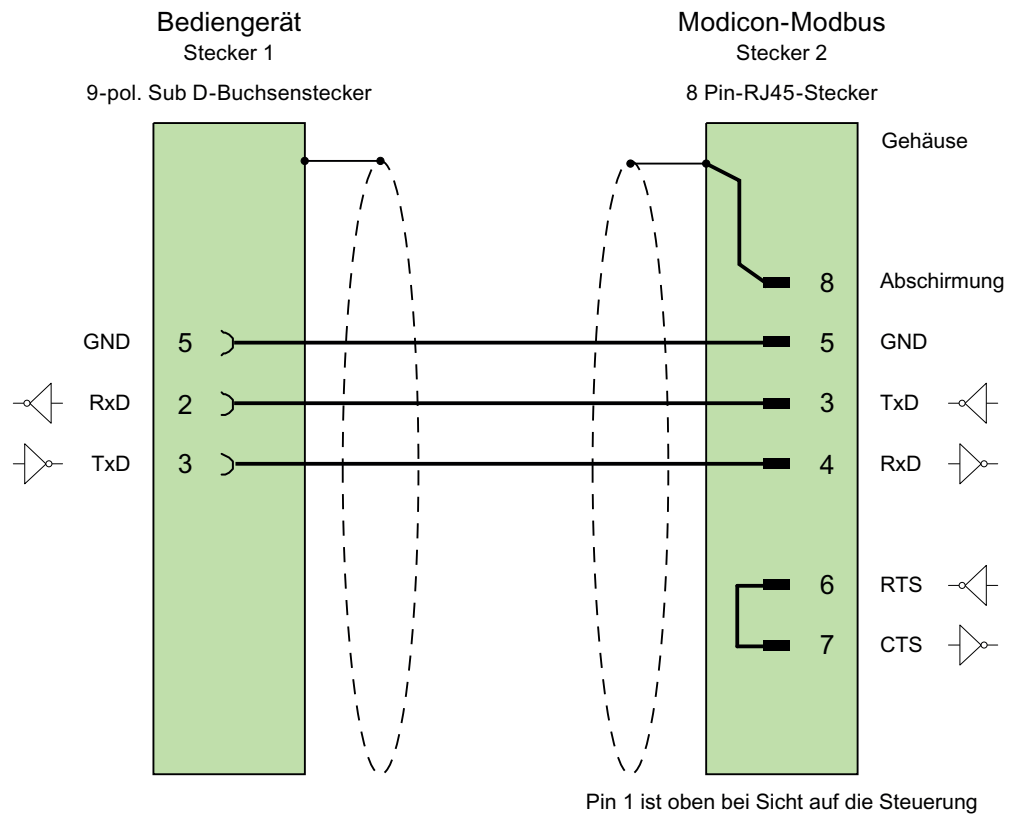 Bediengerät
Stecker 1
9-pol. Sub D-Buchsenstecker
Modicon-Modbus
Stecker 2
8 Pin-RJ45-Stecker
Gehäuse
8 Abschirmung
GND 5 5 GND
RxD 2 3 TxD
TxD 3 4 RxD
6 RTS
7 CTS
Pin 1 ist oben bei Sicht auf die Steuerung